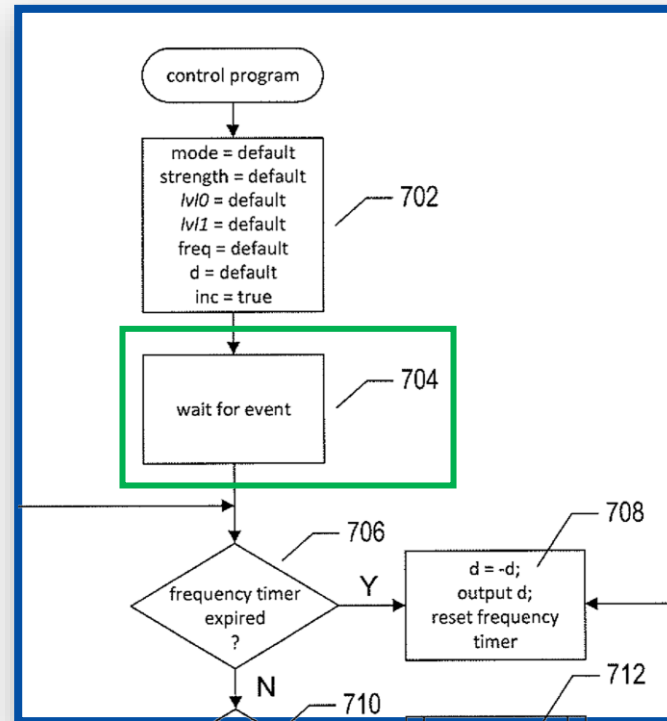 control program
mode = default
strength = default
lvl0 = default
lvl1 = default
freq = default
d = default
inc = true
702
wait for event
704
706
frequency timer
expired
?
Y
708
d = -d;
output d;
reset frequency
timer
N
710
712